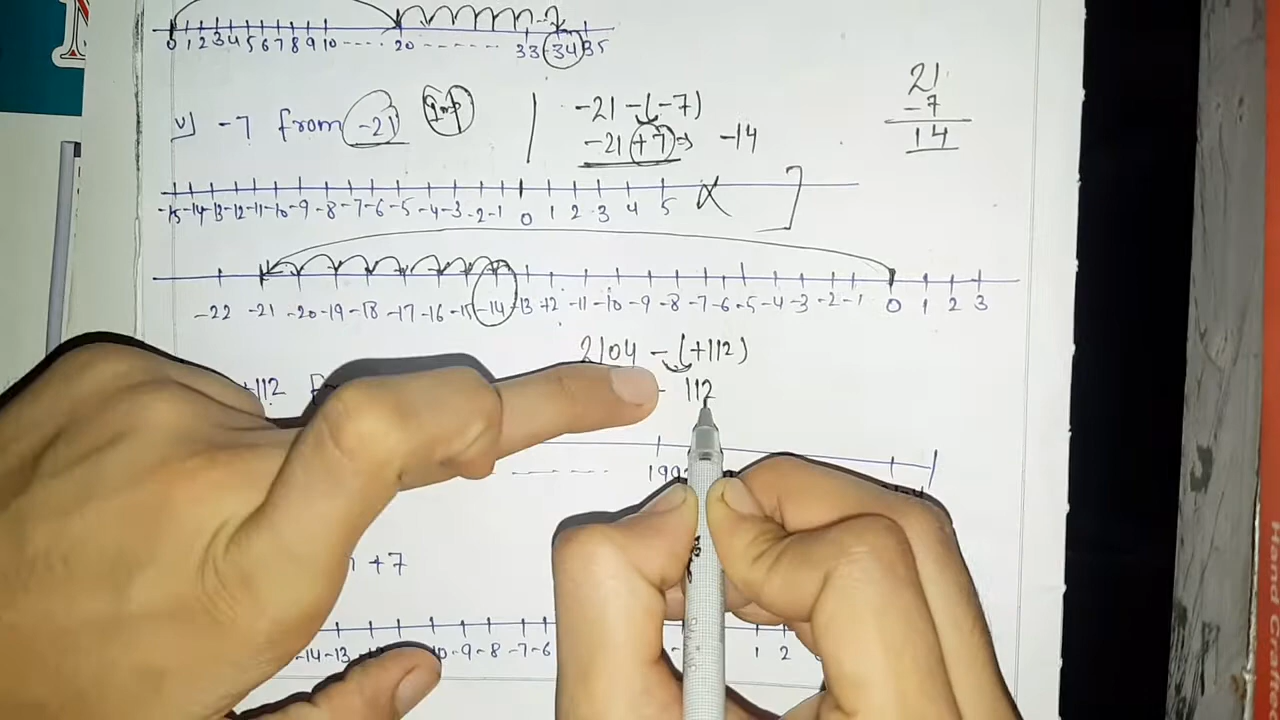 0 1 2 3 4 5 6 7 8 9 10 ..... 20 ------ 33 34 35
v) -7 from -21 Imp
-21 -(-7)
-21 +7 ⇒ -14
21
-7
14
-15 -14 -13 -12 -11 -10 -9 -8 -7 -6 -5 -4 -3 -2 -1 0 1 2 3 4 5
-22 -21 -20 -19 -18 -17 -16 -15 -14 -13 +2 -11 -10 -9 -8 -7 -6 -5 -4 -3 -2 -1 0 1 2 3
2104 -(+112)
+112
- 112
-------
+7
-14 -13 -9 -8 -7 -6 1 2
Hand Crafte